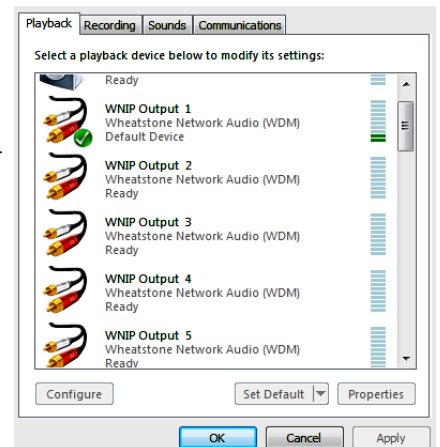 Playback Recording Sounds Communications
Select a playback device below to modify its settings:
Ready
WNIP Output 1
Wheatstone Network Audio (WDM)
Default Device
WNIP Output 2
Wheatstone Network Audio (WDM)
Ready
WNIP Output 3
Wheatstone Network Audio (WDM)
Ready
WNIP Output 4
Wheatstone Network Audio (WDM)
Ready
WNIP Output 5
Wheatstone Network Audio (WDM)
Ready
Configure Set Default Properties
OK Cancel Apply